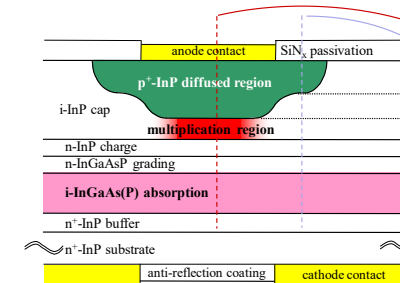 anode contact
SiNx passivation
p+-InP diffused region
i-InP cap
multiplication region
n-InP charge
n-InGaAsP grading
i-InGaAs(P) absorption
n+-InP buffer
n+-InP substrate
anti-reflection coating
cathode contact